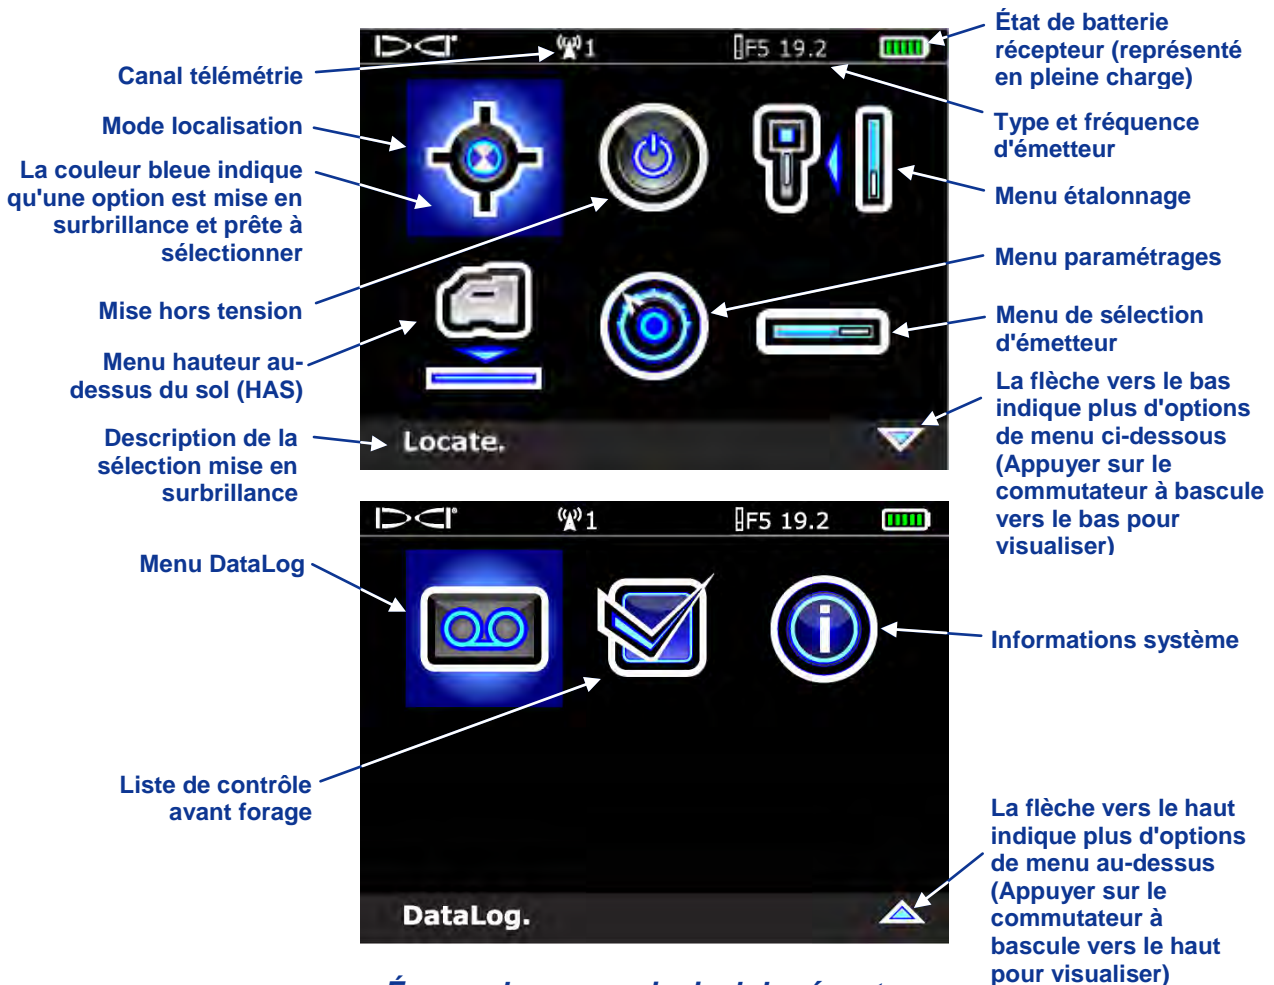 Canal télémétrie
Mode localisation
La couleur bleue indique
qu'une option est mise en
surbrillance et prête à
sélectionner
Mise hors tension
Menu hauteur au-
dessus du sol (HAS)
Description de la
sélection mise en
surbrillance
DCI
1
F5 19.2
Locate.
État de batterie
récepteur (représenté
en pleine charge)
Type et fréquence
d'émetteur
Menu étalonnage
Menu paramétrages
Menu de sélection
d'émetteur
La flèche vers le bas
indique plus d'options
de menu ci-dessous
(Appuyer sur le
commutateur à bascule
vers le bas pour
visualiser)
Menu DataLog
Liste de contrôle
avant forage
DCI
1
F5 19.2
DataLog.
Informations système
La flèche vers le haut
indique plus d'options
de menu au-dessus
(Appuyer sur le
commutateur à
bascule vers le haut
pour visualiser)